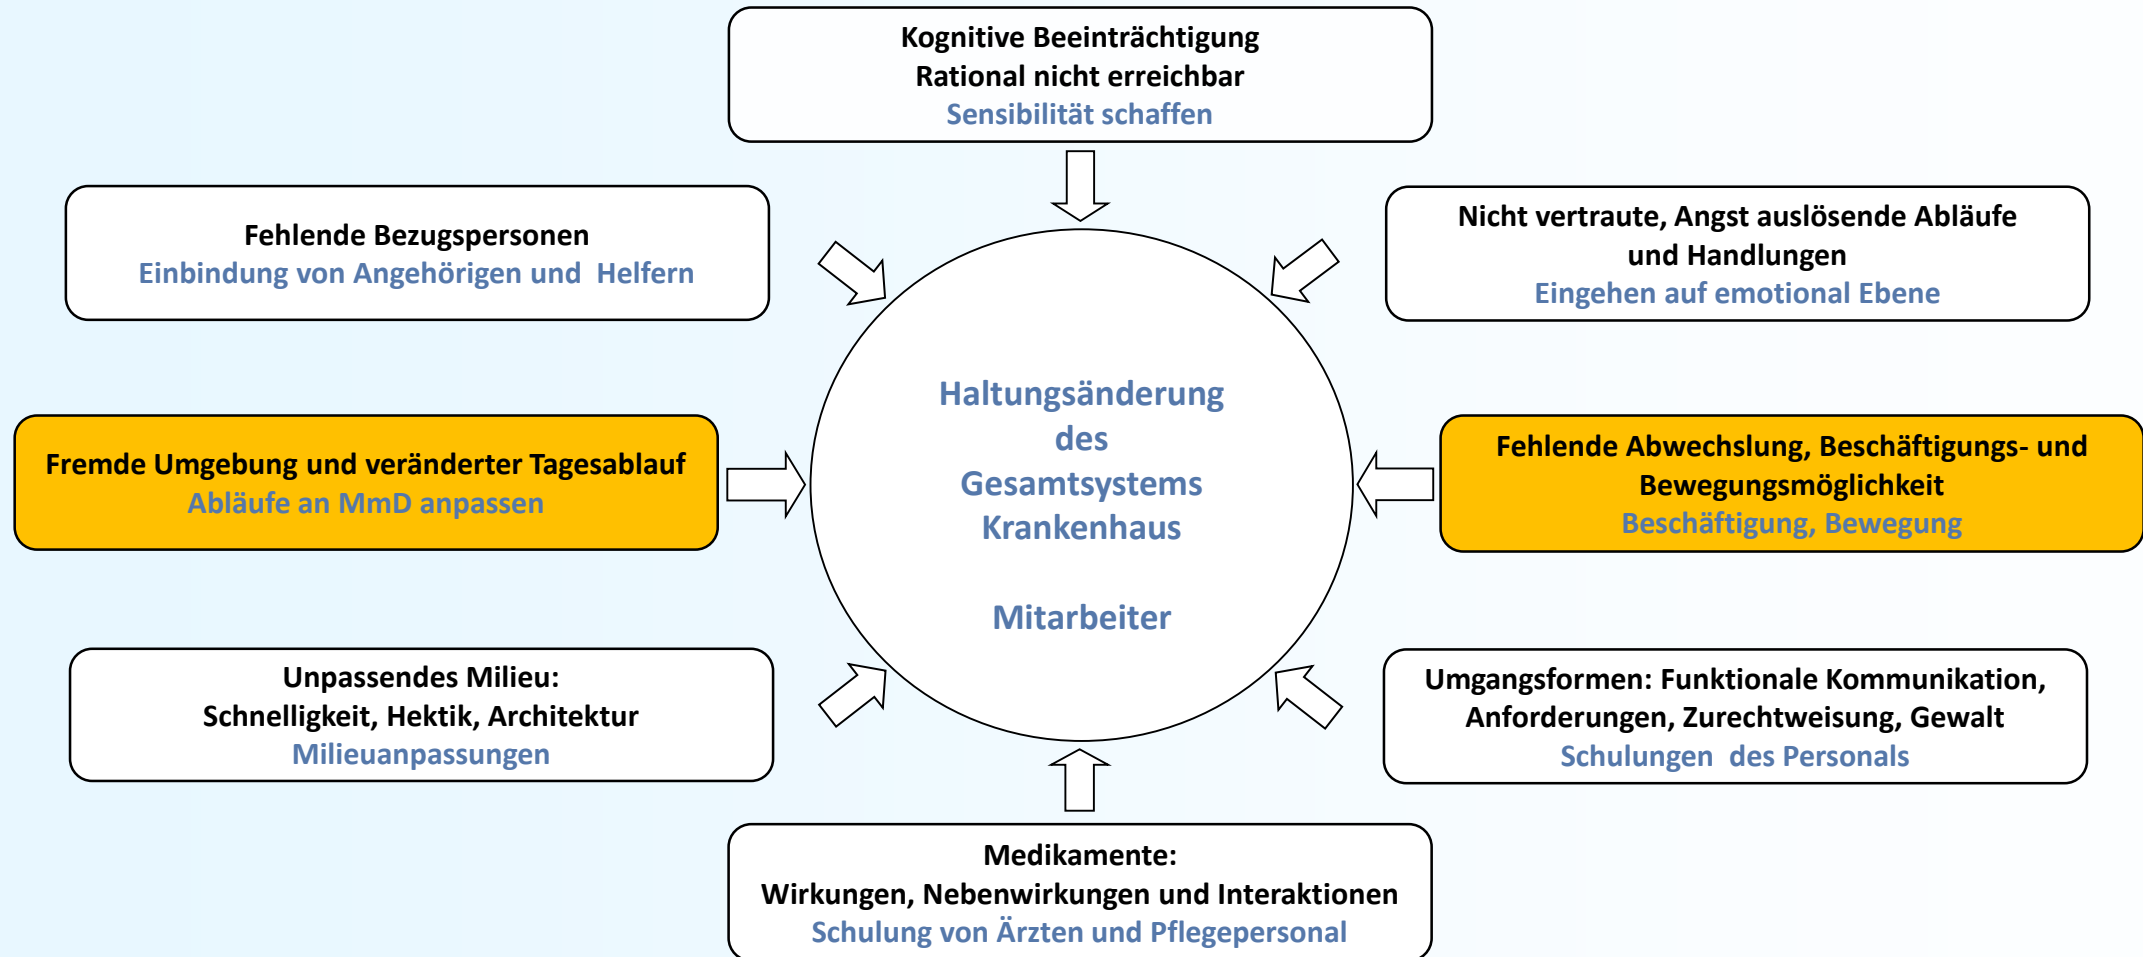 Kognitive Beeinträchtigung
Rational nicht erreichbar
Sensibilität schaffen
Fehlende Bezugspersonen
Einbindung von Angehörigen und  Helfern
Nicht vertraute, Angst auslösende Abläufe
und Handlungen
Eingehen auf emotional Ebene
Fremde Umgebung und veränderter Tagesablauf
Abläufe an MmD anpassen
Haltungsänderung
des
Gesamtsystems
Krankenhaus
Mitarbeiter
Fehlende Abwechslung, Beschäftigungs- und
Bewegungsmöglichkeit
Beschäftigung, Bewegung
Unpassendes Milieu:
Schnelligkeit, Hektik, Architektur
Milieuanpassungen
Umgangsformen: Funktionale Kommunikation,
Anforderungen, Zurechtweisung, Gewalt
Schulungen  des Personals
Medikamente:
Wirkungen, Nebenwirkungen und Interaktionen
Schulung von Ärzten und Pflegepersonal